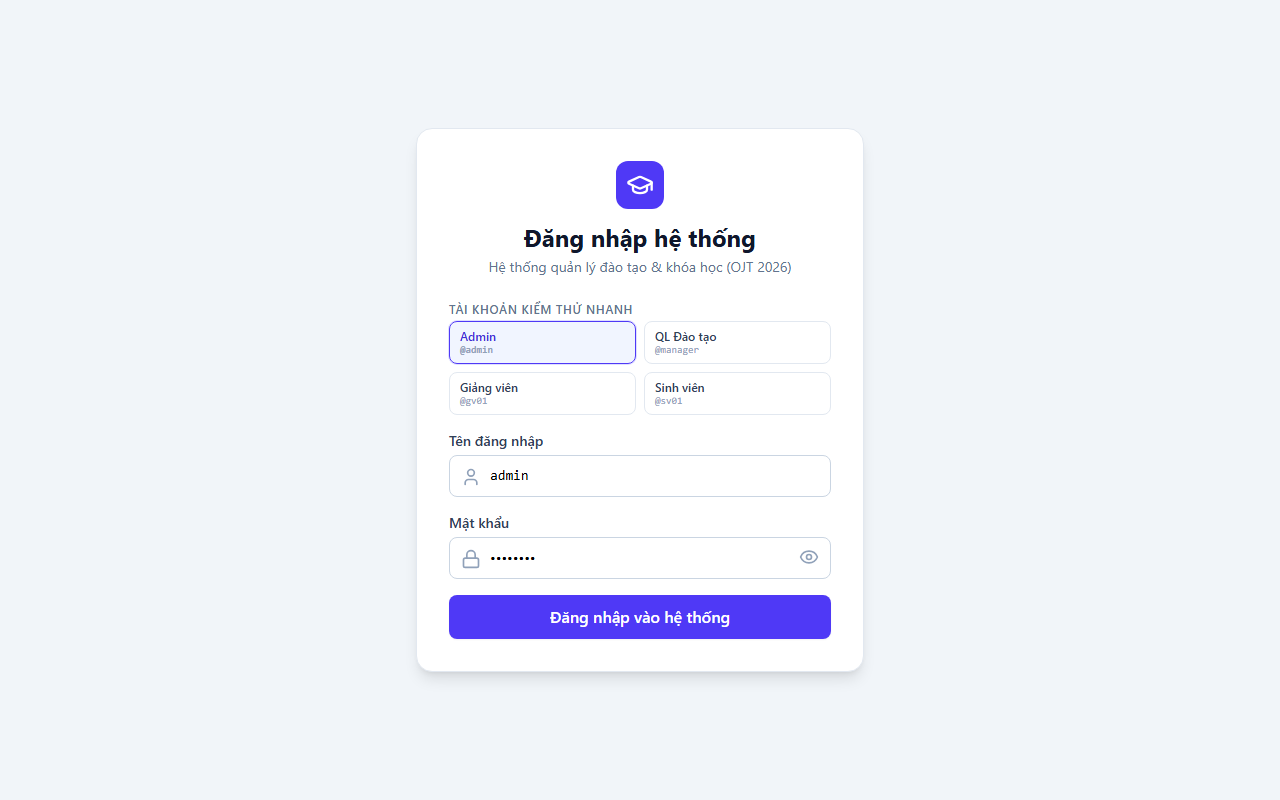 Đăng nhập hệ thống
Hệ thống quản lý đào tạo & khóa học (OJT 2026)
TÀI KHOẢN KIỂM THỬ NHANH
Admin
@admin
QL Đào tạo
@manager
Giảng viên
@gv01
Sinh viên
@sv01
Tên đăng nhập
admin
Mật khẩu
••••••••
Đăng nhập vào hệ thống